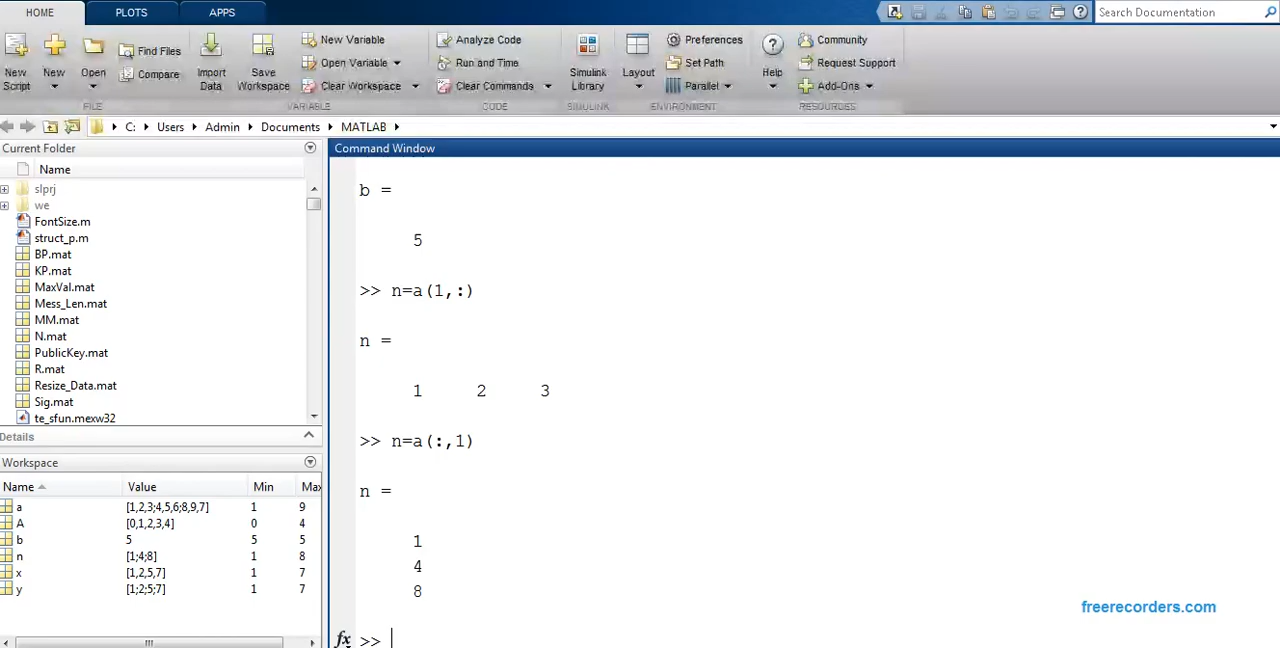 HOME PLOTS APPS
Search Documentation
New Script
New
Open
Find Files
Compare
Import Data
Save Workspace
New Variable
Open Variable
Clear Workspace
Analyze Code
Run and Time
Clear Commands
Simulink Library
Layout
Preferences
Set Path
Parallel
Help
Community
Request Support
Add-Ons
FILE VARIABLE CODE SIMULINK ENVIRONMENT RESOURCES
C: Users Admin Documents MATLAB
Current Folder
Name
slprj
we
FontSize.m
struct_p.m
BP.mat
KP.mat
MaxVal.mat
Mess_Len.mat
MM.mat
N.mat
PublicKey.mat
R.mat
Resize_Data.mat
Sig.mat
te_sfun.mexw32
Details
Workspace
Name Value Min Max
a [1,2,3;4,5,6;8,9,7] 1 9
A [0,1,2,3,4] 0 4
b 5 5 5
n [1;4;8] 1 8
x [1,2,5,7] 1 7
y [1;2;5;7] 1 7
Command Window
b =
5
>> n=a(1,:)
n =
1 2 3
>> n=a(:,1)
n =
1
4
8
fx >>
freerecorders.com